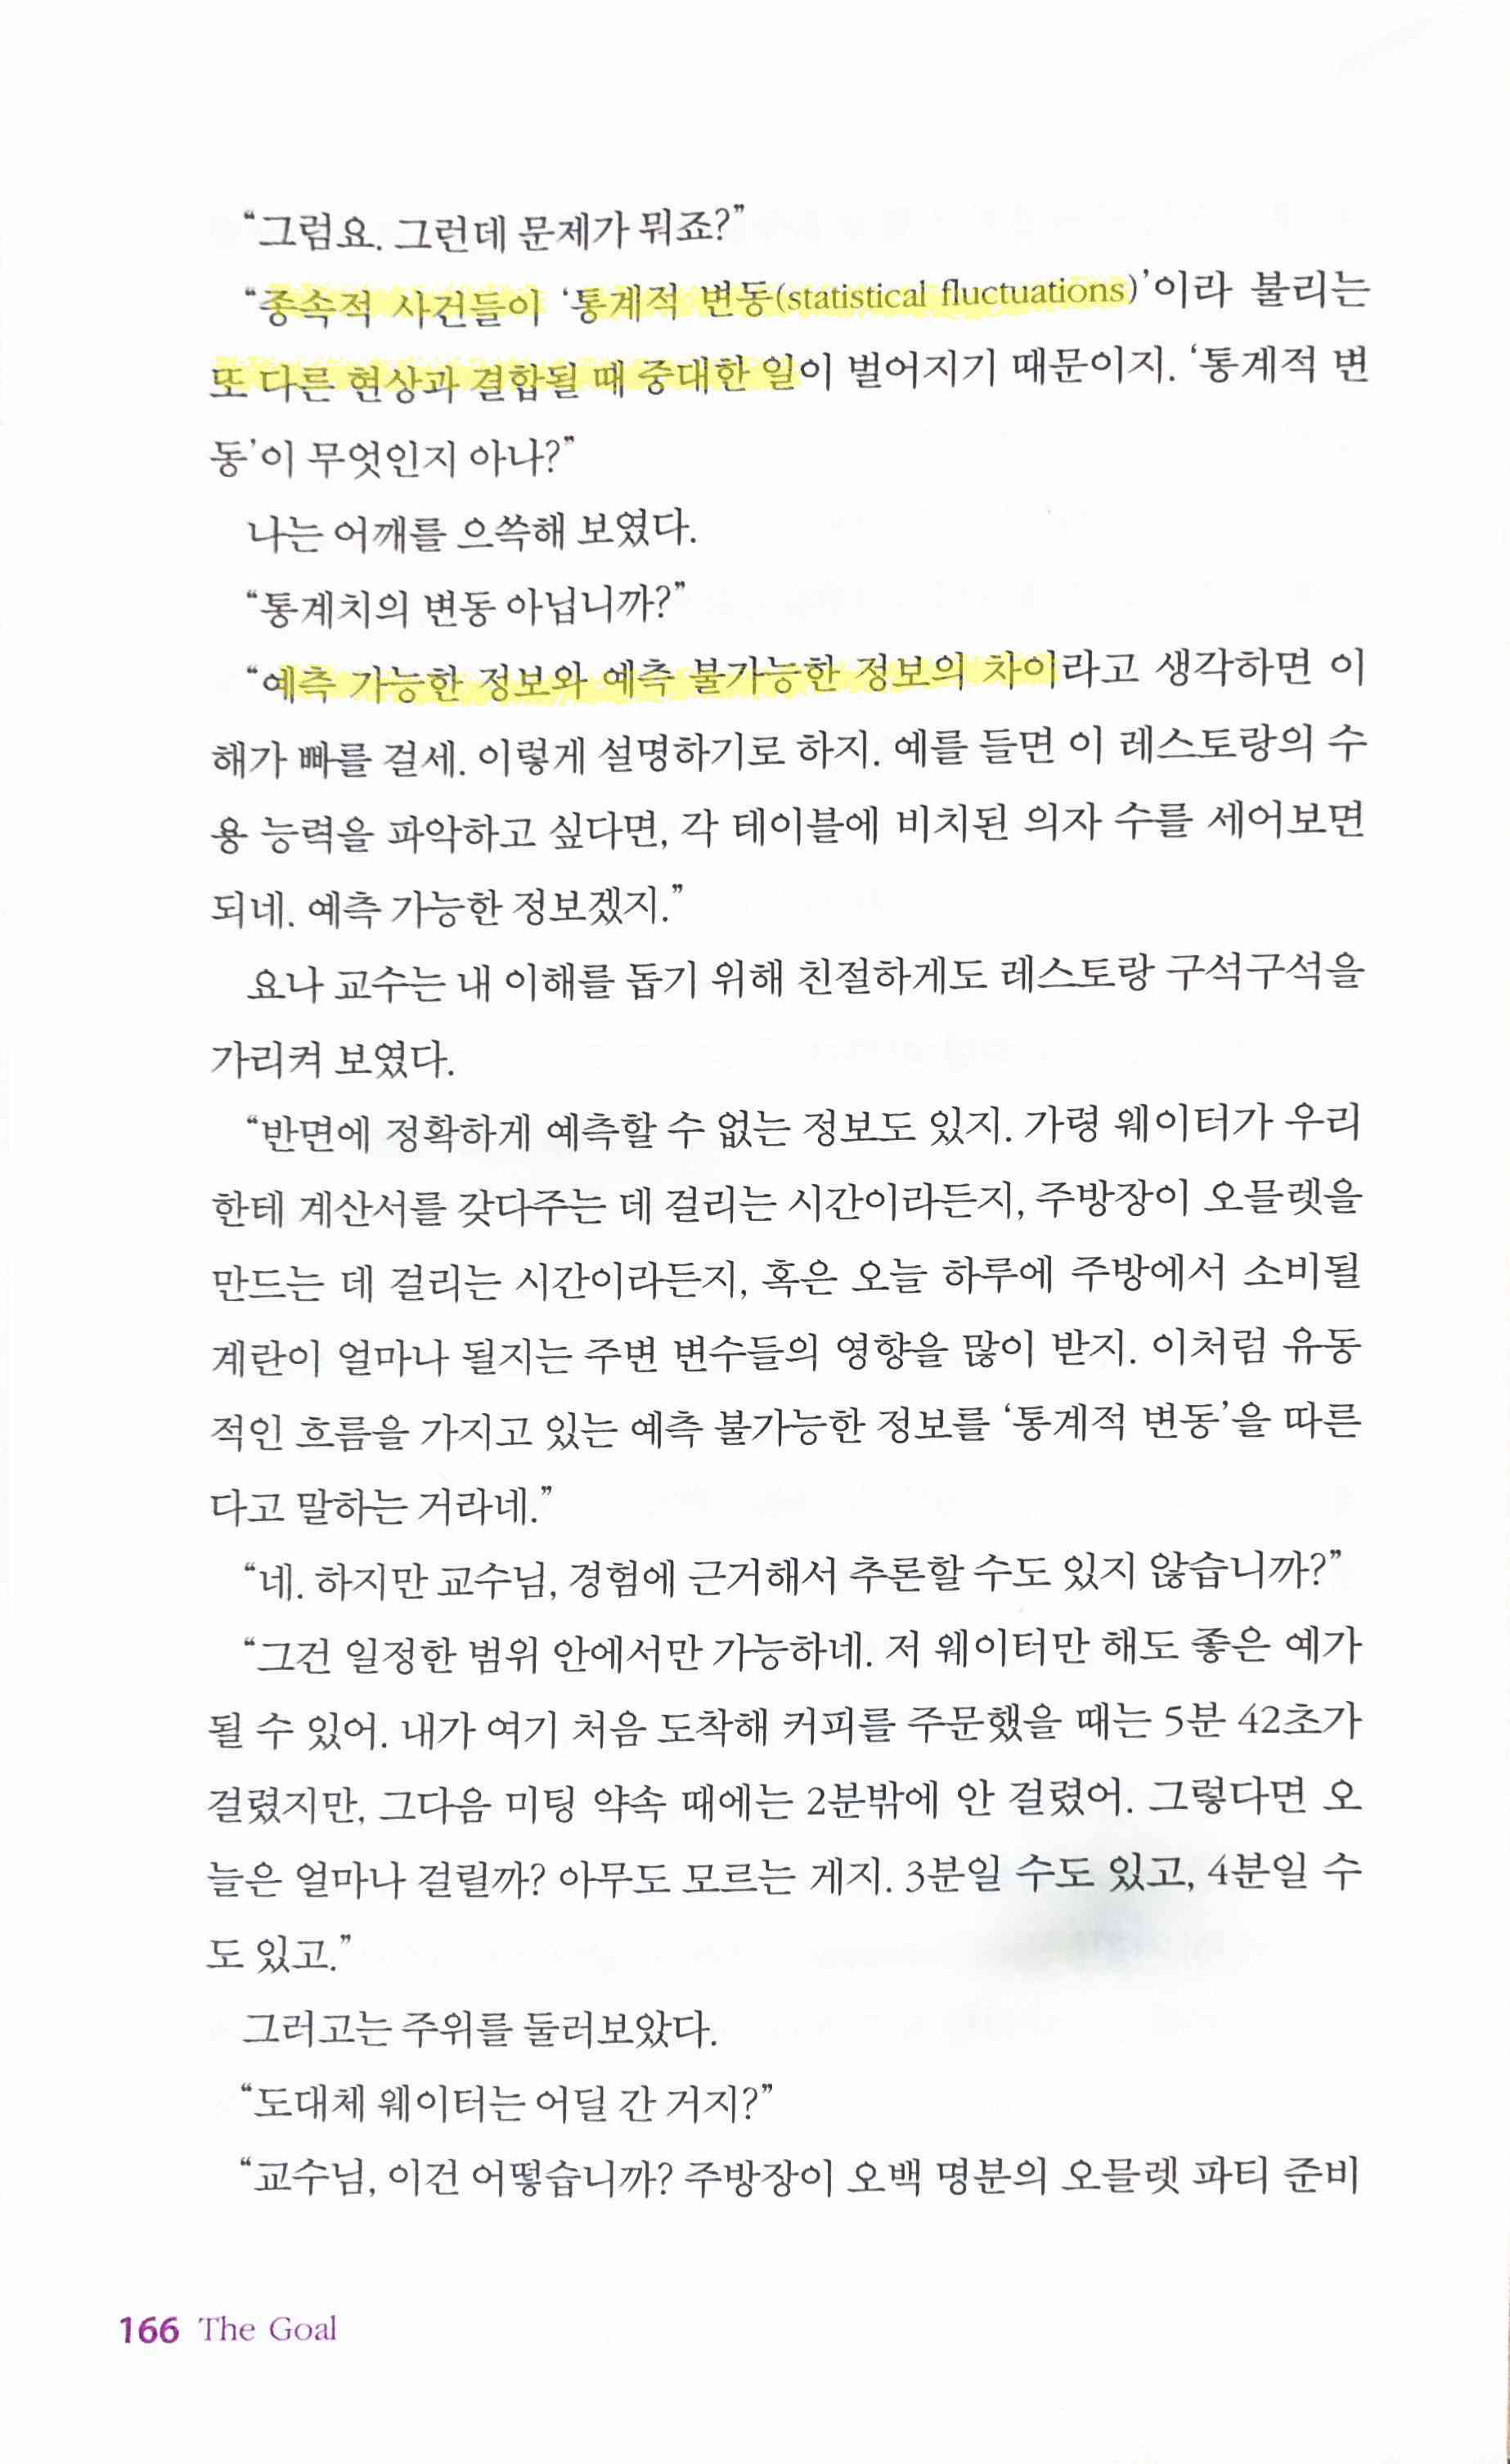 “그럼요. 그런데 문제가 뭐죠?”
“종속적 사건들이 ‘통계적 변동(statistical fluctuations)’이라 불리는
또 다른 현상과 결합될 때 중대한 일이 벌어지기 때문이지. ‘통계적 변
동’이 무엇인지 아나?”
나는 어깨를 으쓱해 보였다.
“통계치의 변동 아닙니까?”
“예측 가능한 정보와 예측 불가능한 정보의 차이라고 생각하면 이
해가 빠를 걸세. 이렇게 설명하기로 하지. 예를 들면 이 레스토랑의 수
용 능력을 파악하고 싶다면, 각 테이블에 비치된 의자 수를 세어보면
되네. 예측 가능한 정보겠지.”
요나 교수는 내 이해를 돕기 위해 친절하게도 레스토랑 구석구석을
가리켜 보였다.
“반면에 정확하게 예측할 수 없는 정보도 있지. 가령 웨이터가 우리
한테 계산서를 갖다주는 데 걸리는 시간이라든지, 주방장이 오믈렛을
만드는 데 걸리는 시간이라든지, 혹은 오늘 하루에 주방에서 소비될
계란이 얼마나 될지는 주변 변수들의 영향을 많이 받지. 이처럼 유동
적인 흐름을 가지고 있는 예측 불가능한 정보를 ‘통계적 변동’을 따른
다고 말하는 거라네.”
“네. 하지만 교수님, 경험에 근거해서 추론할 수도 있지 않습니까?”
“그건 일정한 범위 안에서만 가능하네. 저 웨이터만 해도 좋은 예가
될 수 있어. 내가 여기 처음 도착해 커피를 주문했을 때는 5분 42초가
걸렸지만, 그다음 미팅 약속 때에는 2분밖에 안 걸렸어. 그렇다면 오
늘은 얼마나 걸릴까? 아무도 모르는 게지. 3분일 수도 있고, 4분일 수
도 있고.”
그러고는 주위를 둘러보았다.
“도대체 웨이터는 어딜 간 거지?”
“교수님, 이건 어떻습니까? 주방장이 오백 명분의 오믈렛 파티 준비
166 The Goal